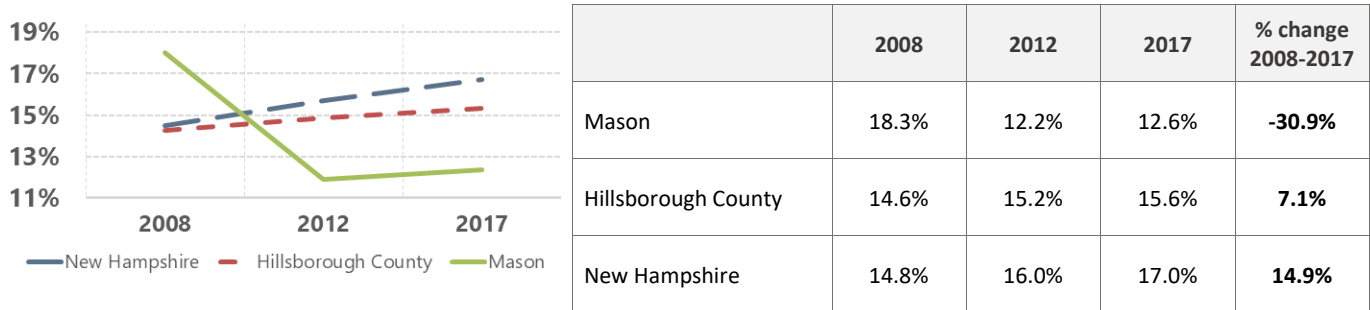 19%
17%
15%
13%
11%
2008 2012 2017
New Hampshire Hillsborough County Mason
2008 2012 2017 % change
2008-2017
Mason 18.3% 12.2% 12.6% -30.9%
Hillsborough County 14.6% 15.2% 15.6% 7.1%
New Hampshire 14.8% 16.0% 17.0% 14.9%